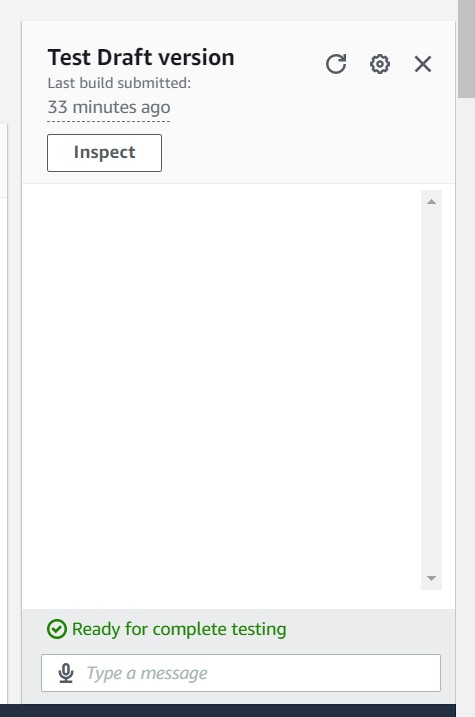 Test Draft version
Last build submitted:
33 minutes ago
Inspect
Ready for complete testing
Type a message